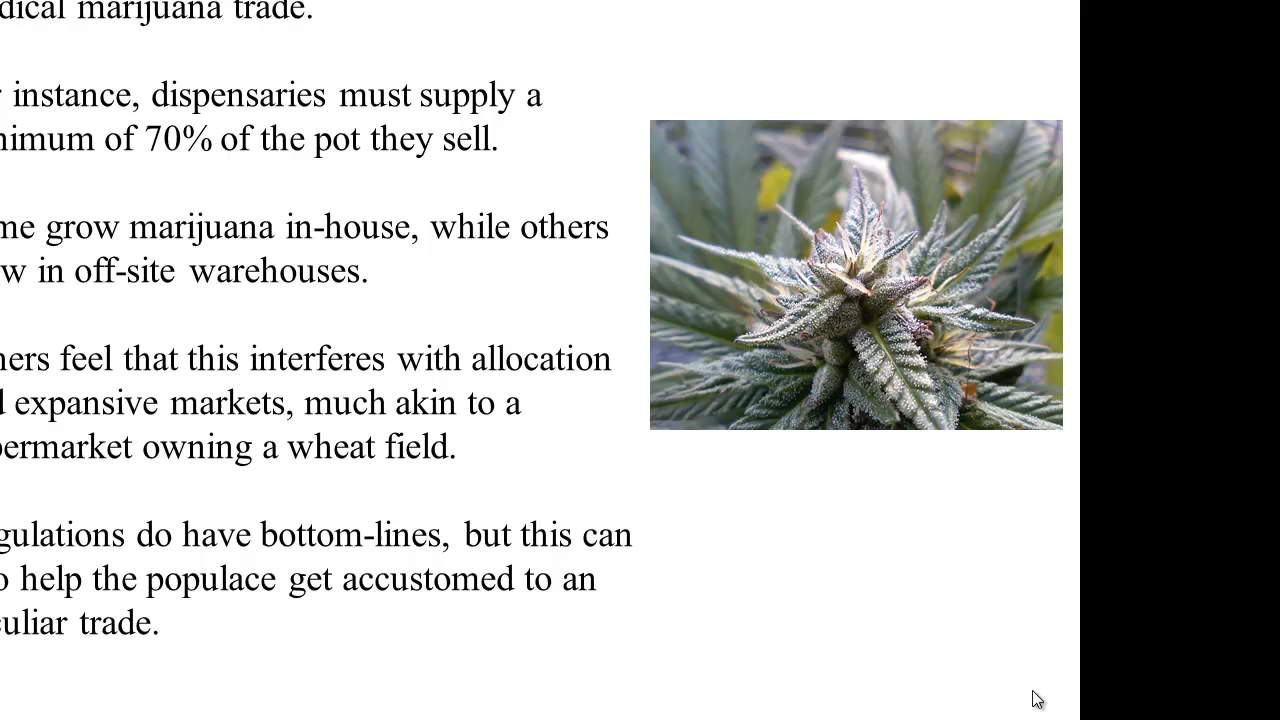 dical marijuana trade.
r instance, dispensaries must supply a
nimum of 70% of the pot they sell.
me grow marijuana in-house, while others
w in off-site warehouses.
hers feel that this interferes with allocation
d expansive markets, much akin to a
permarket owning a wheat field.
gulations do have bottom-lines, but this can
o help the populace get accustomed to an
culiar trade.